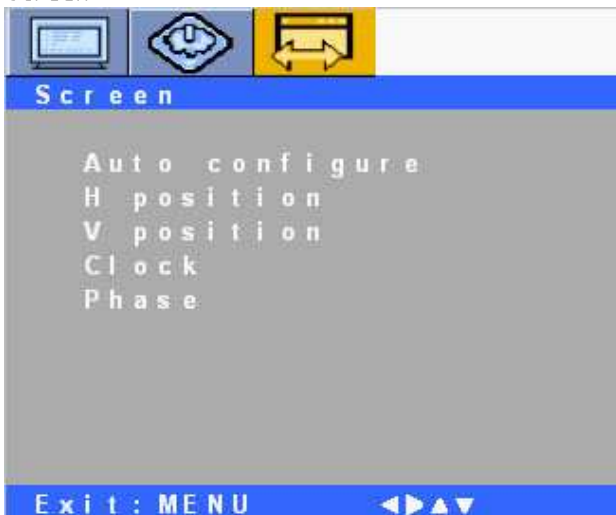 Screen
Auto configure
H position
V position
Clock
Phase
Exit: MENU ◀▶▲▼